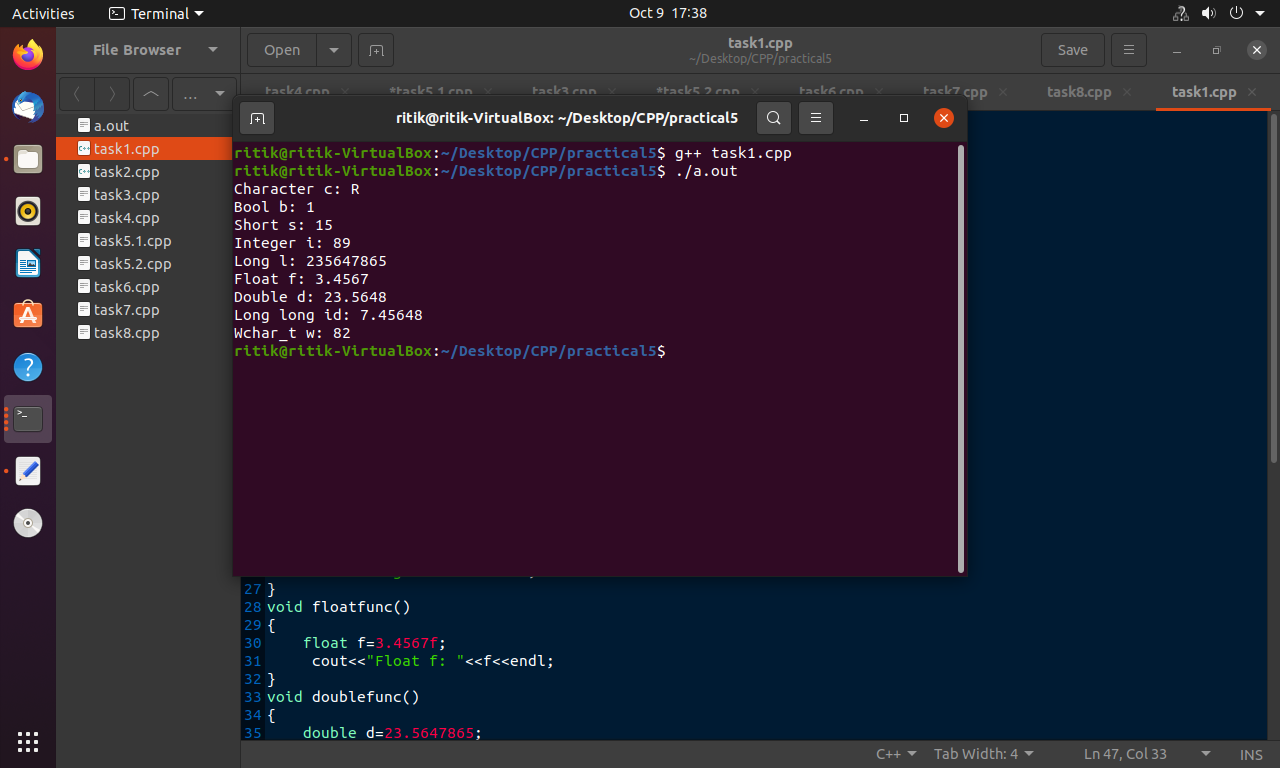 Activities
Terminal
Oct 9 17:38
File Browser
Open
task1.cpp
~/Desktop/CPP/practical5
Save
...
task4.cpp
*task5.1.cpp
task3.cpp
*task5.2.cpp
task6.cpp
task7.cpp
task8.cpp
task1.cpp
a.out
task1.cpp
task2.cpp
task3.cpp
task4.cpp
task5.1.cpp
task5.2.cpp
task6.cpp
task7.cpp
task8.cpp
ritik@ritik-VirtualBox: ~/Desktop/CPP/practical5
ritik@ritik-VirtualBox:~/Desktop/CPP/practical5$ g++ task1.cpp
ritik@ritik-VirtualBox:~/Desktop/CPP/practical5$ ./a.out
Character c: R
Bool b: 1
Short s: 15
Integer i: 89
Long l: 235647865
Float f: 3.4567
Double d: 23.5648
Long long id: 7.45648
Wchar_t w: 82
ritik@ritik-VirtualBox:~/Desktop/CPP/practical5$
27 }
28 void floatfunc()
29 {
30 float f=3.4567f;
31 cout<<"Float f: "<<f<<endl;
32 }
33 void doublefunc()
34 {
35 double d=23.5647865;
C++
Tab Width: 4
Ln 47, Col 33
INS